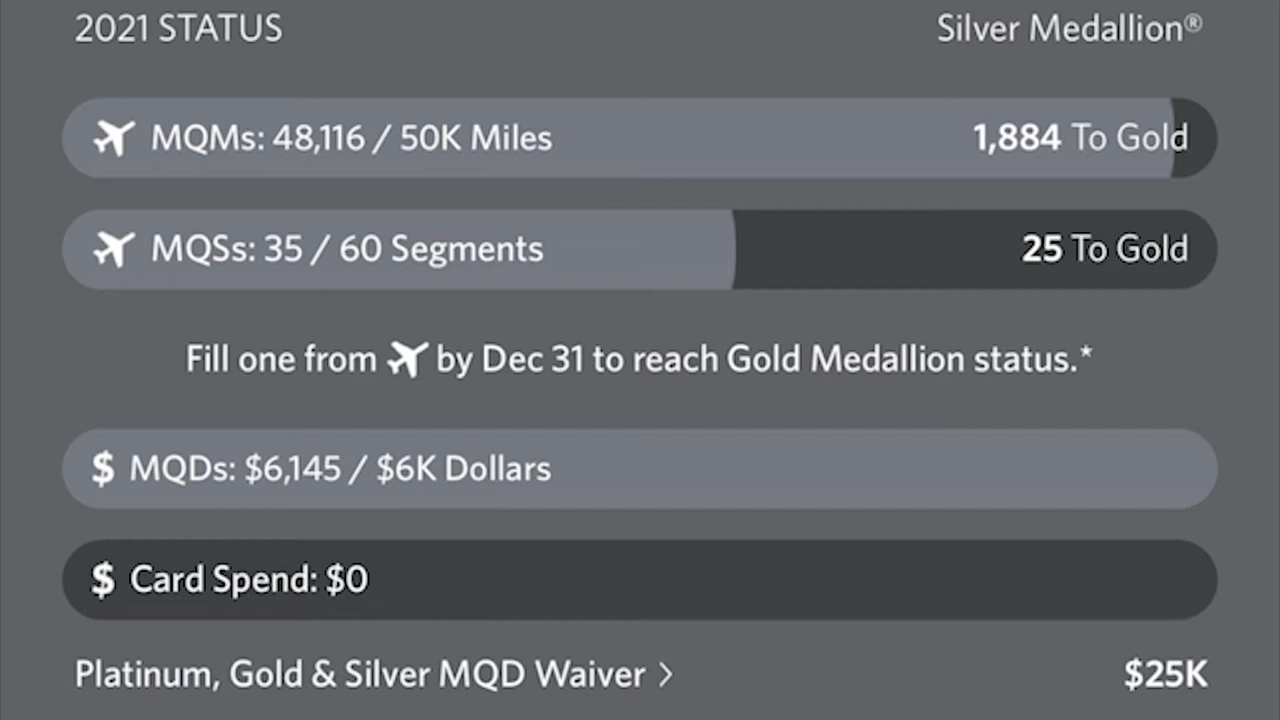 2021 STATUS Silver Medallion®
MQMs: 48,116 / 50K Miles 1,884 To Gold
MQSs: 35 / 60 Segments 25 To Gold
Fill one from by Dec 31 to reach Gold Medallion status.*
$ MQDs: $6,145 / $6K Dollars
$ Card Spend: $0
Platinum, Gold & Silver MQD Waiver > $25K